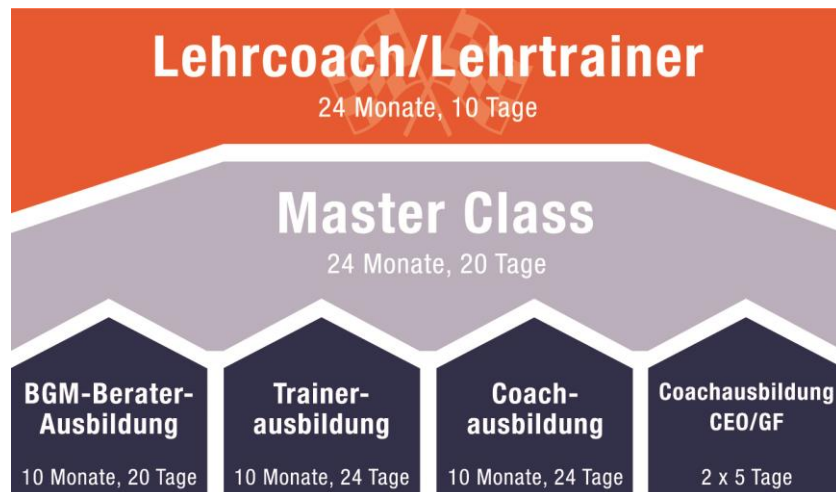 Lehrcoach/Lehrtrainer
24 Monate, 10 Tage
Master Class
24 Monate, 20 Tage
BGM-Berater-
Ausbildung
10 Monate, 20 Tage
Trainer-
ausbildung
10 Monate, 24 Tage
Coach-
ausbildung
10 Monate, 24 Tage
Coachausbildung
CEO/GF
2 x 5 Tage